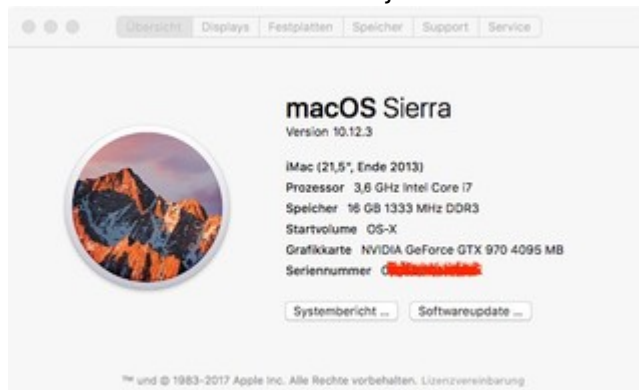 Übersicht Displays Festplatten Speicher Support Service
macOS Sierra
Version 10.12.3
iMac (21,5", Ende 2013)
Prozessor 3,6 GHz Intel Core i7
Speicher 16 GB 1333 MHz DDR3
Startvolume OS-X
Grafikkarte NVIDIA GeForce GTX 970 4095 MB
Seriennummer
Systembericht ... Softwareupdate ...
™ und © 1983-2017 Apple Inc. Alle Rechte vorbehalten. Lizenzvereinbarung